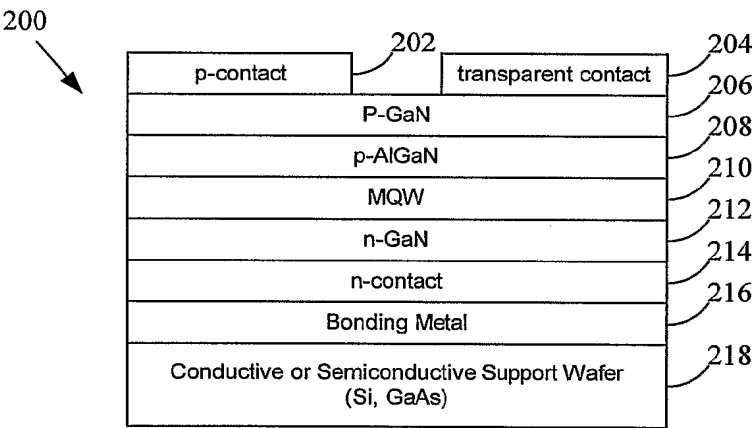 200
202
204
p-contact
transparent contact
206
P-GaN
208
p-AlGaN
210
MQW
212
n-GaN
214
n-contact
216
Bonding Metal
218
Conductive or Semiconductive Support Wafer
(Si, GaAs)